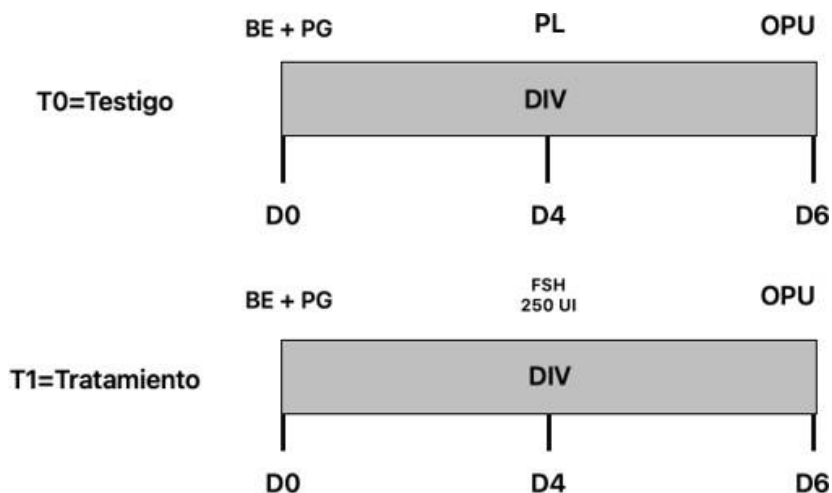 BE + PG PL OPU
T0=Testigo DIV
D0 D4 D6
BE + PG FSH OPU
250 UI
T1=Tratamiento DIV
D0 D4 D6